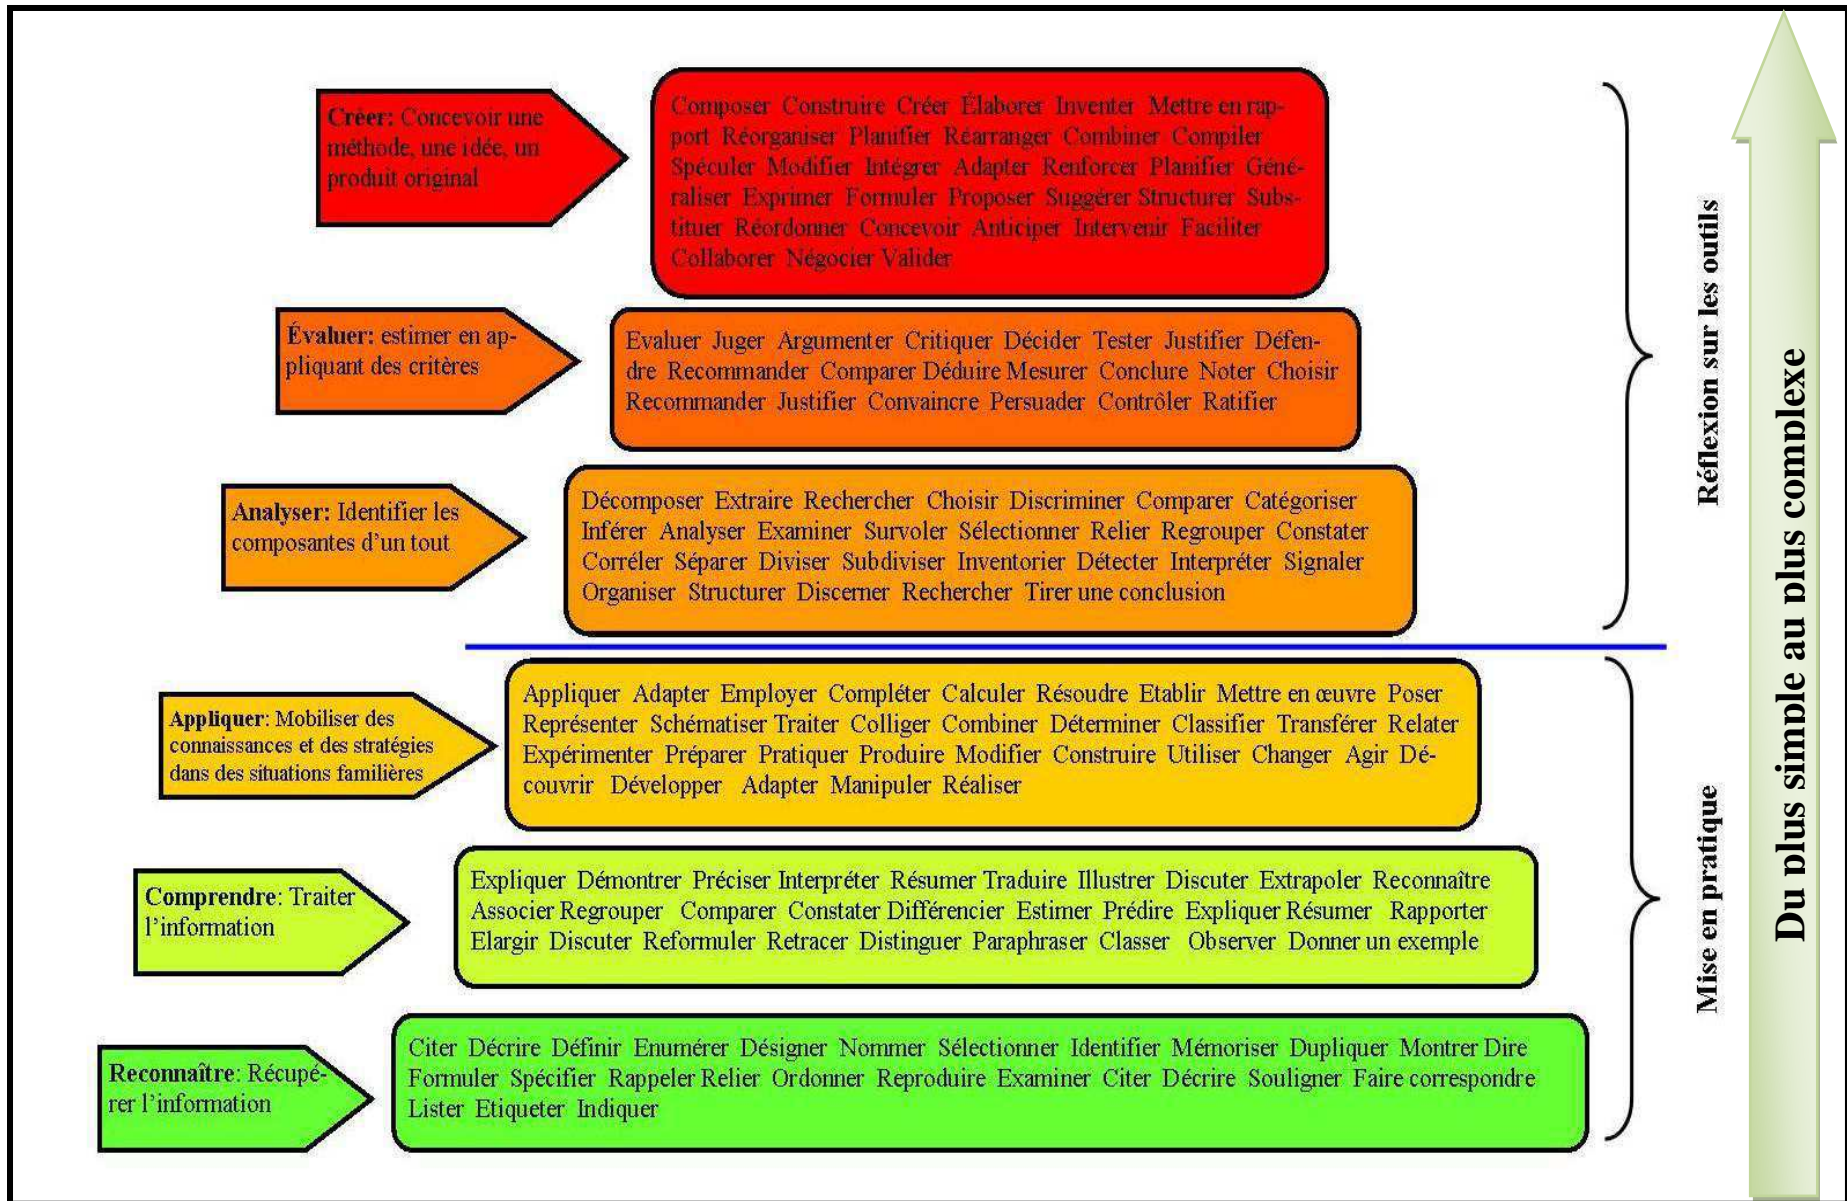 Créer: Concevoir une
méthode, une idée, un
produit original
Composer Construire Créer Élaborer Inventer Mettre en rap-
port Réorganiser Planifier Réarranger Combiner Compiler
Spéculer Modifier Intégrer Adapter Renforcer Planifier Géné-
raliser Exprimer Formuler Proposer Suggérer Structurer Subs-
tituer Réordonner Concevoir Anticiper Intervenir Faciliter
Collaborer Négocier Valider
Évaluer: estimer en ap-
pliquant des critères
Evaluer Juger Argumenter Critiquer Décider Tester Justifier Défen-
dre Recommander Comparer Déduire Mesurer Conclure Noter Choisir
Recommander Justifier Convaincre Persuader Contrôler Ratifier
Analyser: Identifier les
composantes d'un tout
Décomposer Extraire Rechercher Choisir Discriminer Comparer Catégoriser
Inférer Analyser Examiner Survoler Sélectionner Relier Regrouper Constater
Corréler Séparer Diviser Subdiviser Inventorier Détecter Interpréter Signaler
Organiser Structurer Discerner Rechercher Tirer une conclusion
Réflexion sur les outils
Appliquer: Mobiliser des
connaissances et des stratégies
dans des situations familières
Appliquer Adapter Employer Compléter Calculer Résoudre Etablir Mettre en œuvre Poser
Représenter Schématiser Traiter Colliger Combiner Déterminer Classifier Transférer Relater
Expérimenter Préparer Pratiquer Produire Modifier Construire Utiliser Changer Agir Dé-
couvrir Développer Adapter Manipuler Réaliser
Comprendre: Traiter
l'information
Expliquer Démontrer Préciser Interpréter Résumer Traduire Illustrer Discuter Extrapoler Reconnaître
Associer Regrouper Comparer Constater Différencier Estimer Prédire Expliquer Résumer Rapporter
Elargir Discuter Reformuler Retracer Distinguer Paraphraser Classer Observer Donner un exemple
Reconnaître: Récupé-
rer l'information
Citer Décrire Définir Enumérer Désigner Nommer Sélectionner Identifier Mémoriser Dupliquer Montrer Dire
Formuler Spécifier Rappeler Relier Ordonner Reproduire Examiner Citer Décrire Souligner Faire correspondre
Lister Etiqueter Indiquer
Mise en pratique
Du plus simple au plus complexe